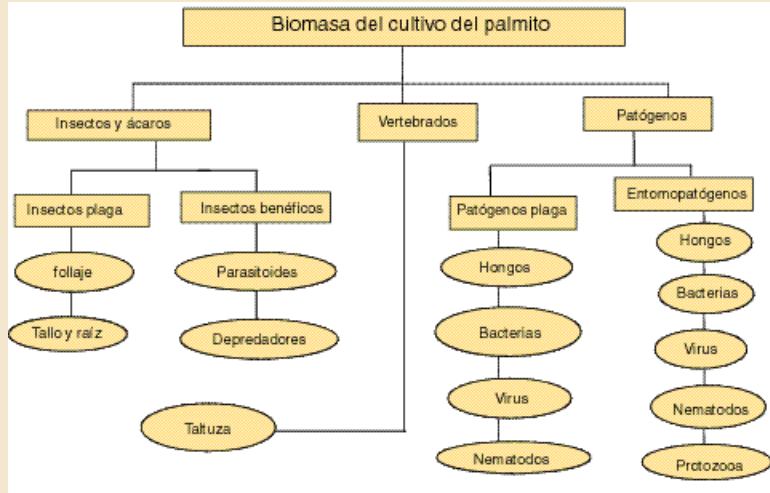 Biomasa del cultivo del palmito
Insectos y ácaros
Vertebrados
Patógenos
Insectos plaga
Insectos benéficos
Patógenos plaga
Entomopatógenos
follaje
Parasitoides
Hongos
Hongos
Tallo y raíz
Depredadores
Bacterias
Bacterias
Virus
Virus
Taltuza
Nematodos
Nematodos
Protozooa